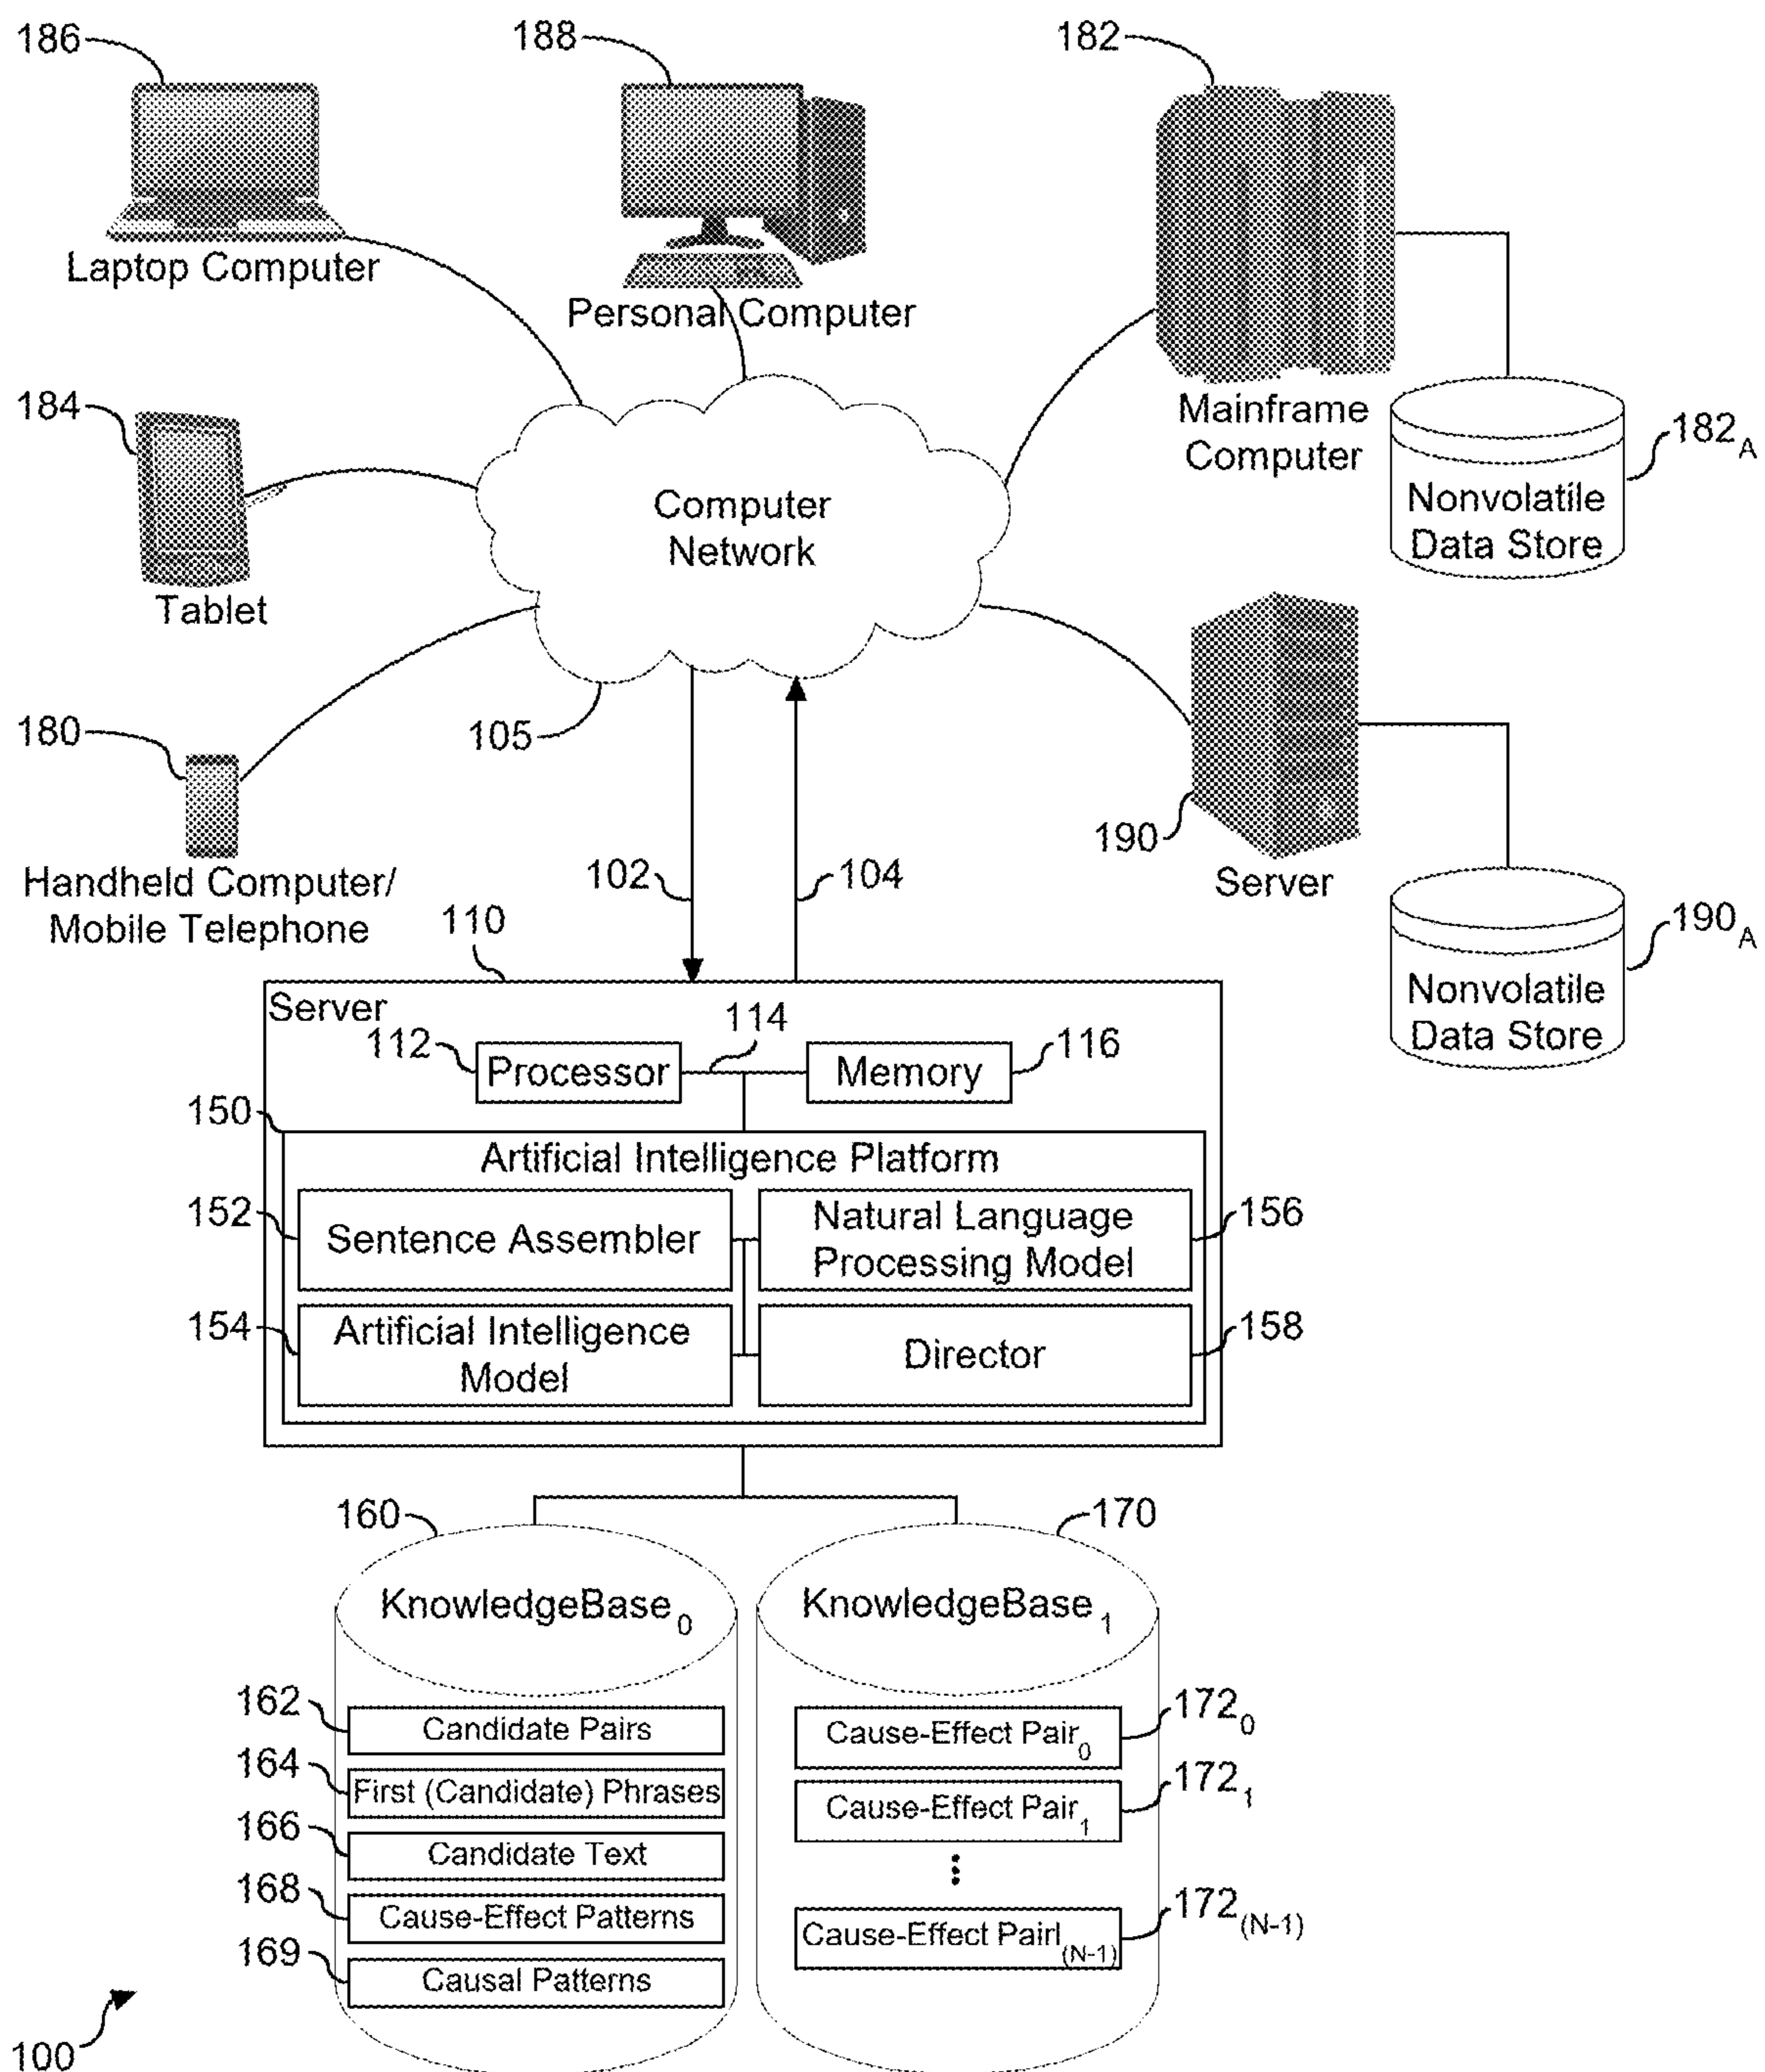 186
188
182
Laptop Computer
Personal Computer
Mainframe
Computer
184
182A
Nonvolatile
Data Store
Computer
Network
Tablet
180
105
190
Handheld Computer/
Mobile Telephone
102
104
Server
110
190A
Nonvolatile
Data Store
Server
112
114
116
Processor
Memory
150
Artificial Intelligence Platform
152
Sentence Assembler
Natural Language
Processing Model
156
154
Artificial Intelligence
Model
Director
158
160
170
KnowledgeBase0
KnowledgeBase1
162
Candidate Pairs
Cause-Effect Pair0
1720
164
First (Candidate) Phrases
Cause-Effect Pair1
1721
166
Candidate Text
168
Cause-Effect Patterns
Cause-Effect Pairl(N-1)
172(N-1)
169
Causal Patterns
100